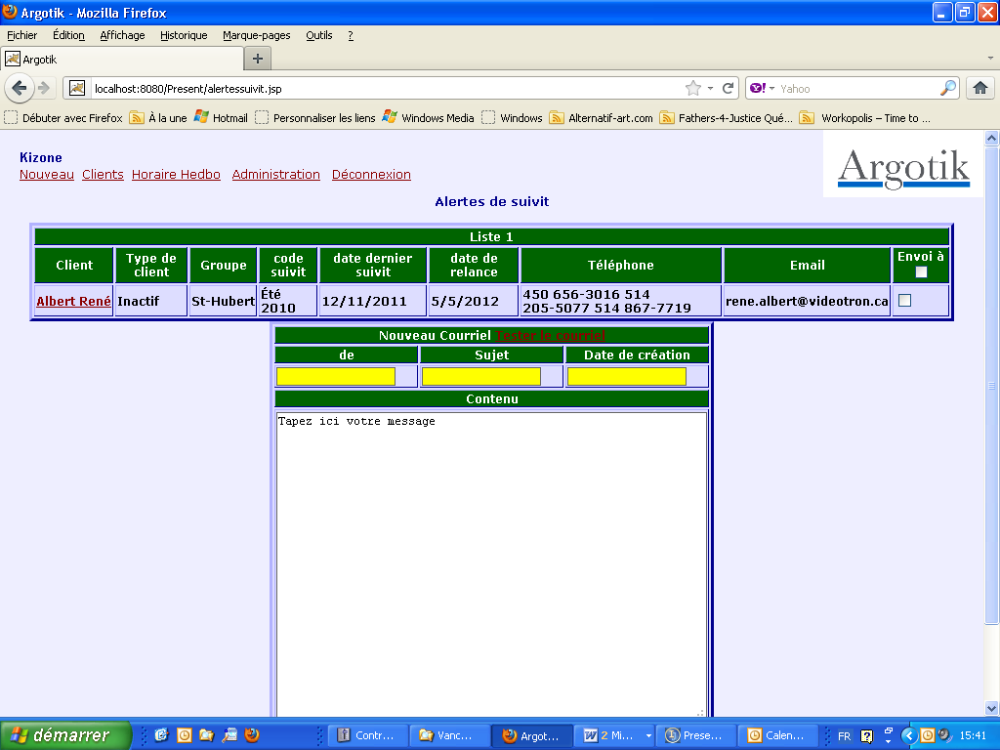 Argotik - Mozilla Firefox
Fichier Édition Affichage Historique Marque-pages Outils ?
Argotik
localhost:8080/Present/alertessuivit.jsp
Yahoo
Débuter avec Firefox À la une Hotmail Personnaliser les liens Windows Media Windows Alternatif-art.com Fathers-4-Justice Qué... Workopolis – Time to ...
Argotik
Kizone
Nouveau Clients Horaire Hedbo Administration Déconnexion
Alertes de suivit
Liste 1
Client Type de client Groupe code suivit date dernier suivit date de relance Téléphone Email Envoi à
Albert René Inactif St-Hubert Été 2010 12/11/2011 5/5/2012 450 656-3016 514 205-5077 514 867-7719 rene.albert@videotron.ca
Nouveau Courriel Tester le courriel
de Sujet Date de création
Contenu
Tapez ici votre message
démarrer Contr... Vanc... Argot... 2 Mi... Prese... Calen... FR 15:41